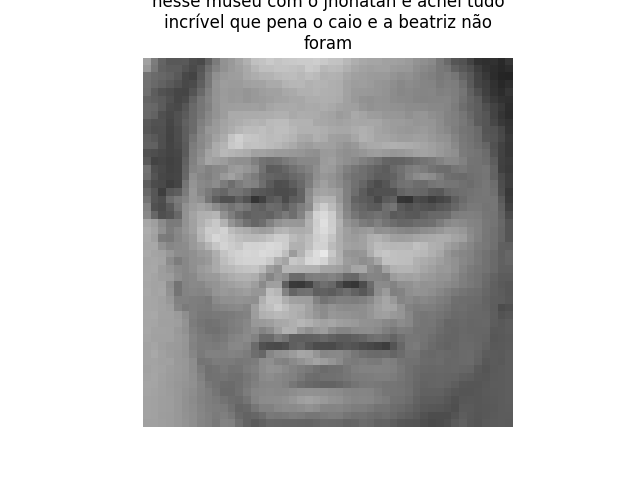 nesse museu com o jhonatan e achei tudo
incrível que pena o caio e a beatriz não
foram